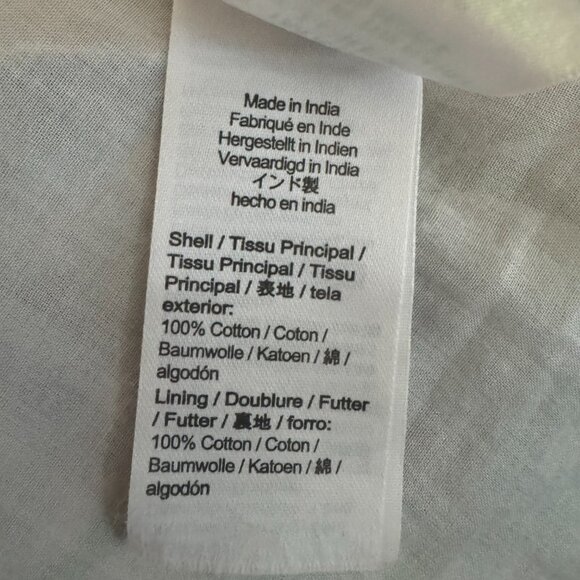 Made in India
Fabriqué en Inde
Hergestellt in Indien
Vervaardigd in India
インド製
hecho en india
Shell / Tissu Principal /
Tissu Principal / Tissu
Principal / 表地 / tela
exterior:
100% Cotton / Coton /
Baumwolle / Katoen / 綿 /
algodón
Lining / Doublure / Futter
/ Futter / 裏地 / forro:
100% Cotton / Coton /
Baumwolle / Katoen / 綿 /
algodón